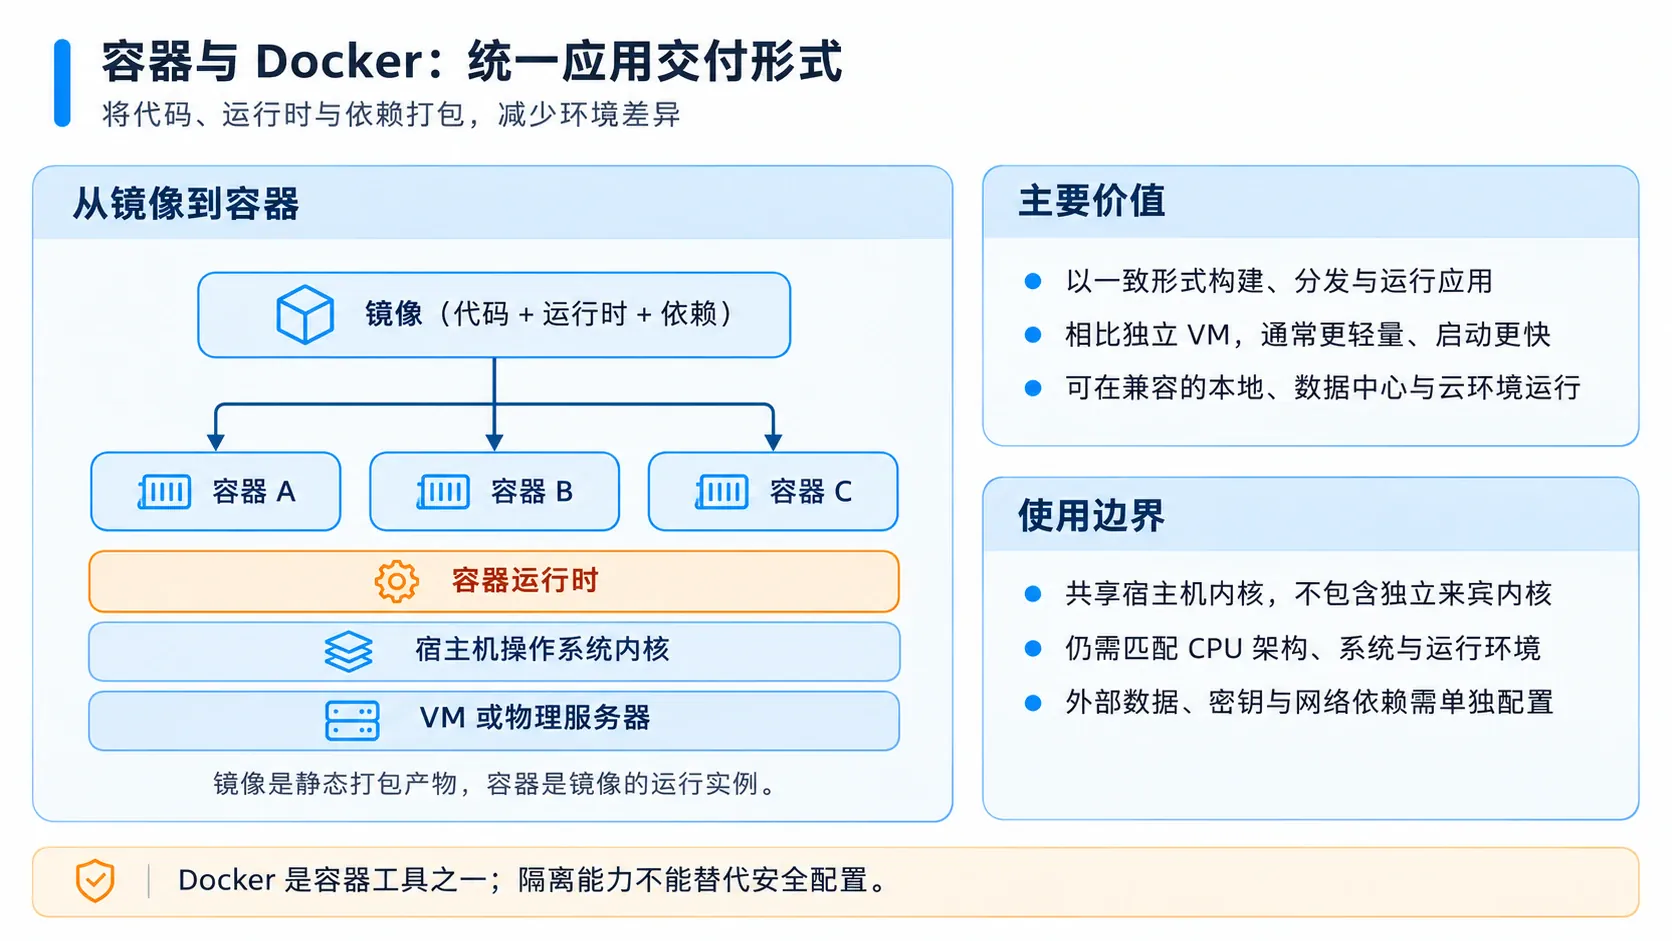 容器与 Docker：统一应用交付形式
将代码、运行时与依赖打包，减少环境差异
从镜像到容器
镜像（代码 + 运行时 + 依赖）
容器 A
容器 B
容器 C
容器运行时
宿主机操作系统内核
VM 或物理服务器
镜像是静态打包产物，容器是镜像的运行实例。
主要价值
以一致形式构建、分发与运行应用
相比独立 VM，通常更轻量、启动更快
可在兼容的本地、数据中心与云环境运行
使用边界
共享宿主机内核，不包含独立来宾内核
仍需匹配 CPU 架构、系统与运行环境
外部数据、密钥与网络依赖需单独配置
Docker 是容器工具之一；隔离能力不能替代安全配置。